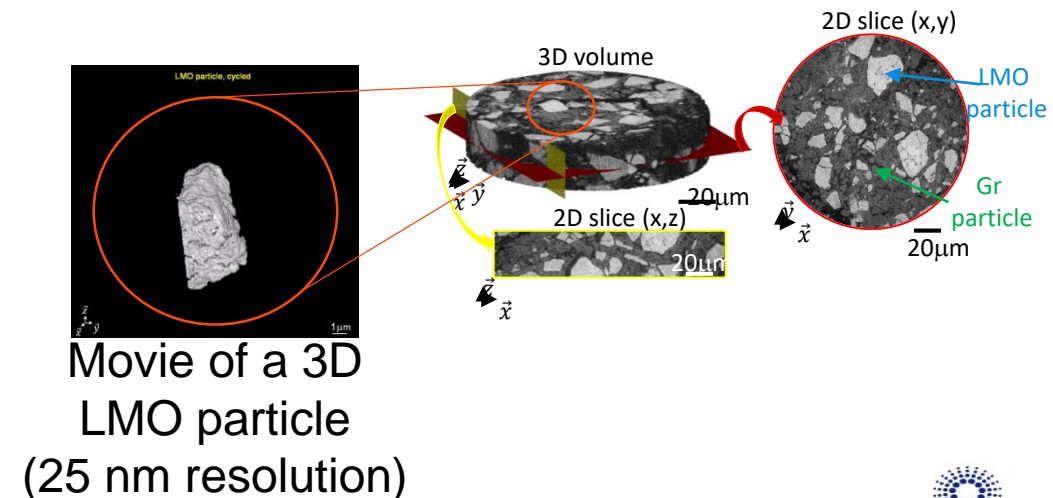 LMO particle, cycled
z⃗
x⃗ y⃗
1μm
Movie of a 3D
LMO particle
(25 nm resolution)
3D volume
z⃗
x⃗ y⃗
20μm
2D slice (x,z)
20μm
z⃗
x⃗
2D slice (x,y)
LMO
particle
Gr
particle
y⃗
x⃗
20μm